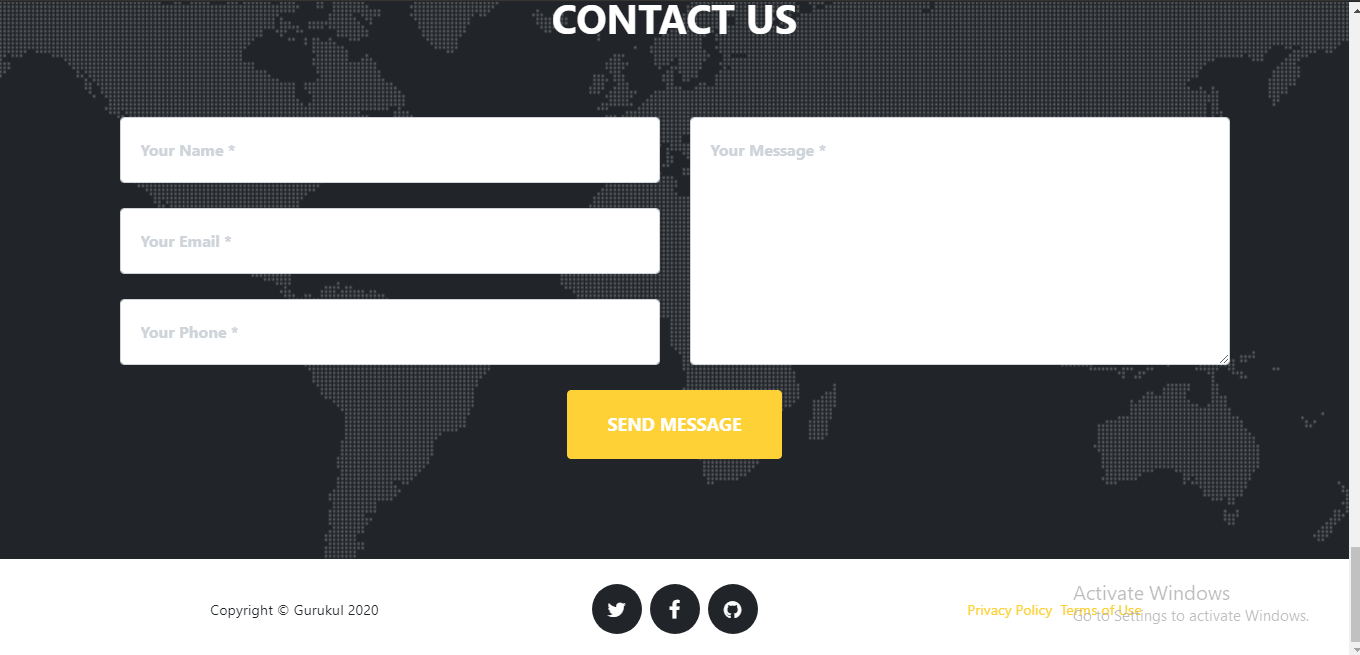 CONTACT US
Your Name *
Your Email *
Your Phone *
Your Message *
SEND MESSAGE
Copyright © Gurukul 2020
Privacy Policy Terms of Use
Activate Windows
Go to Settings to activate Windows.